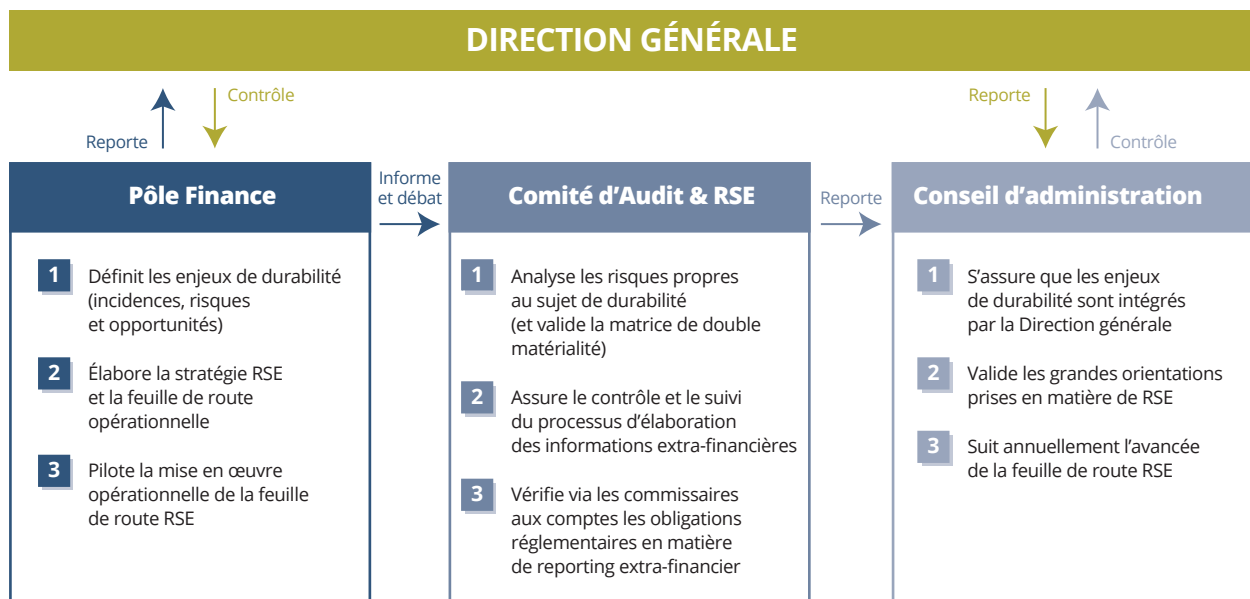 DIRECTION GÉNÉRALE
Reporte
Contrôle
Reporte
Contrôle
Pôle Finance
Informe
et débat
Comité d’Audit & RSE
Reporte
Conseil d’administration
1
Définit les enjeux de durabilité
(incidences, risques
et opportunités)
2
Élabore la stratégie RSE
et la feuille de route
opérationnelle
3
Pilote la mise en œuvre
opérationnelle de la feuille
de route RSE
1
Analyse les risques propres
au sujet de durabilité
(et valide la matrice de double
matérialité)
2
Assure le contrôle et le suivi
du processus d’élaboration
des informations extra-financières
3
Vérifie via les commissaires
aux comptes les obligations
réglementaires en matière
de reporting extra-financier
1
S’assure que les enjeux
de durabilité sont intégrés
par la Direction générale
2
Valide les grandes orientations
prises en matière de RSE
3
Suit annuellement l’avancée
de la feuille de route RSE